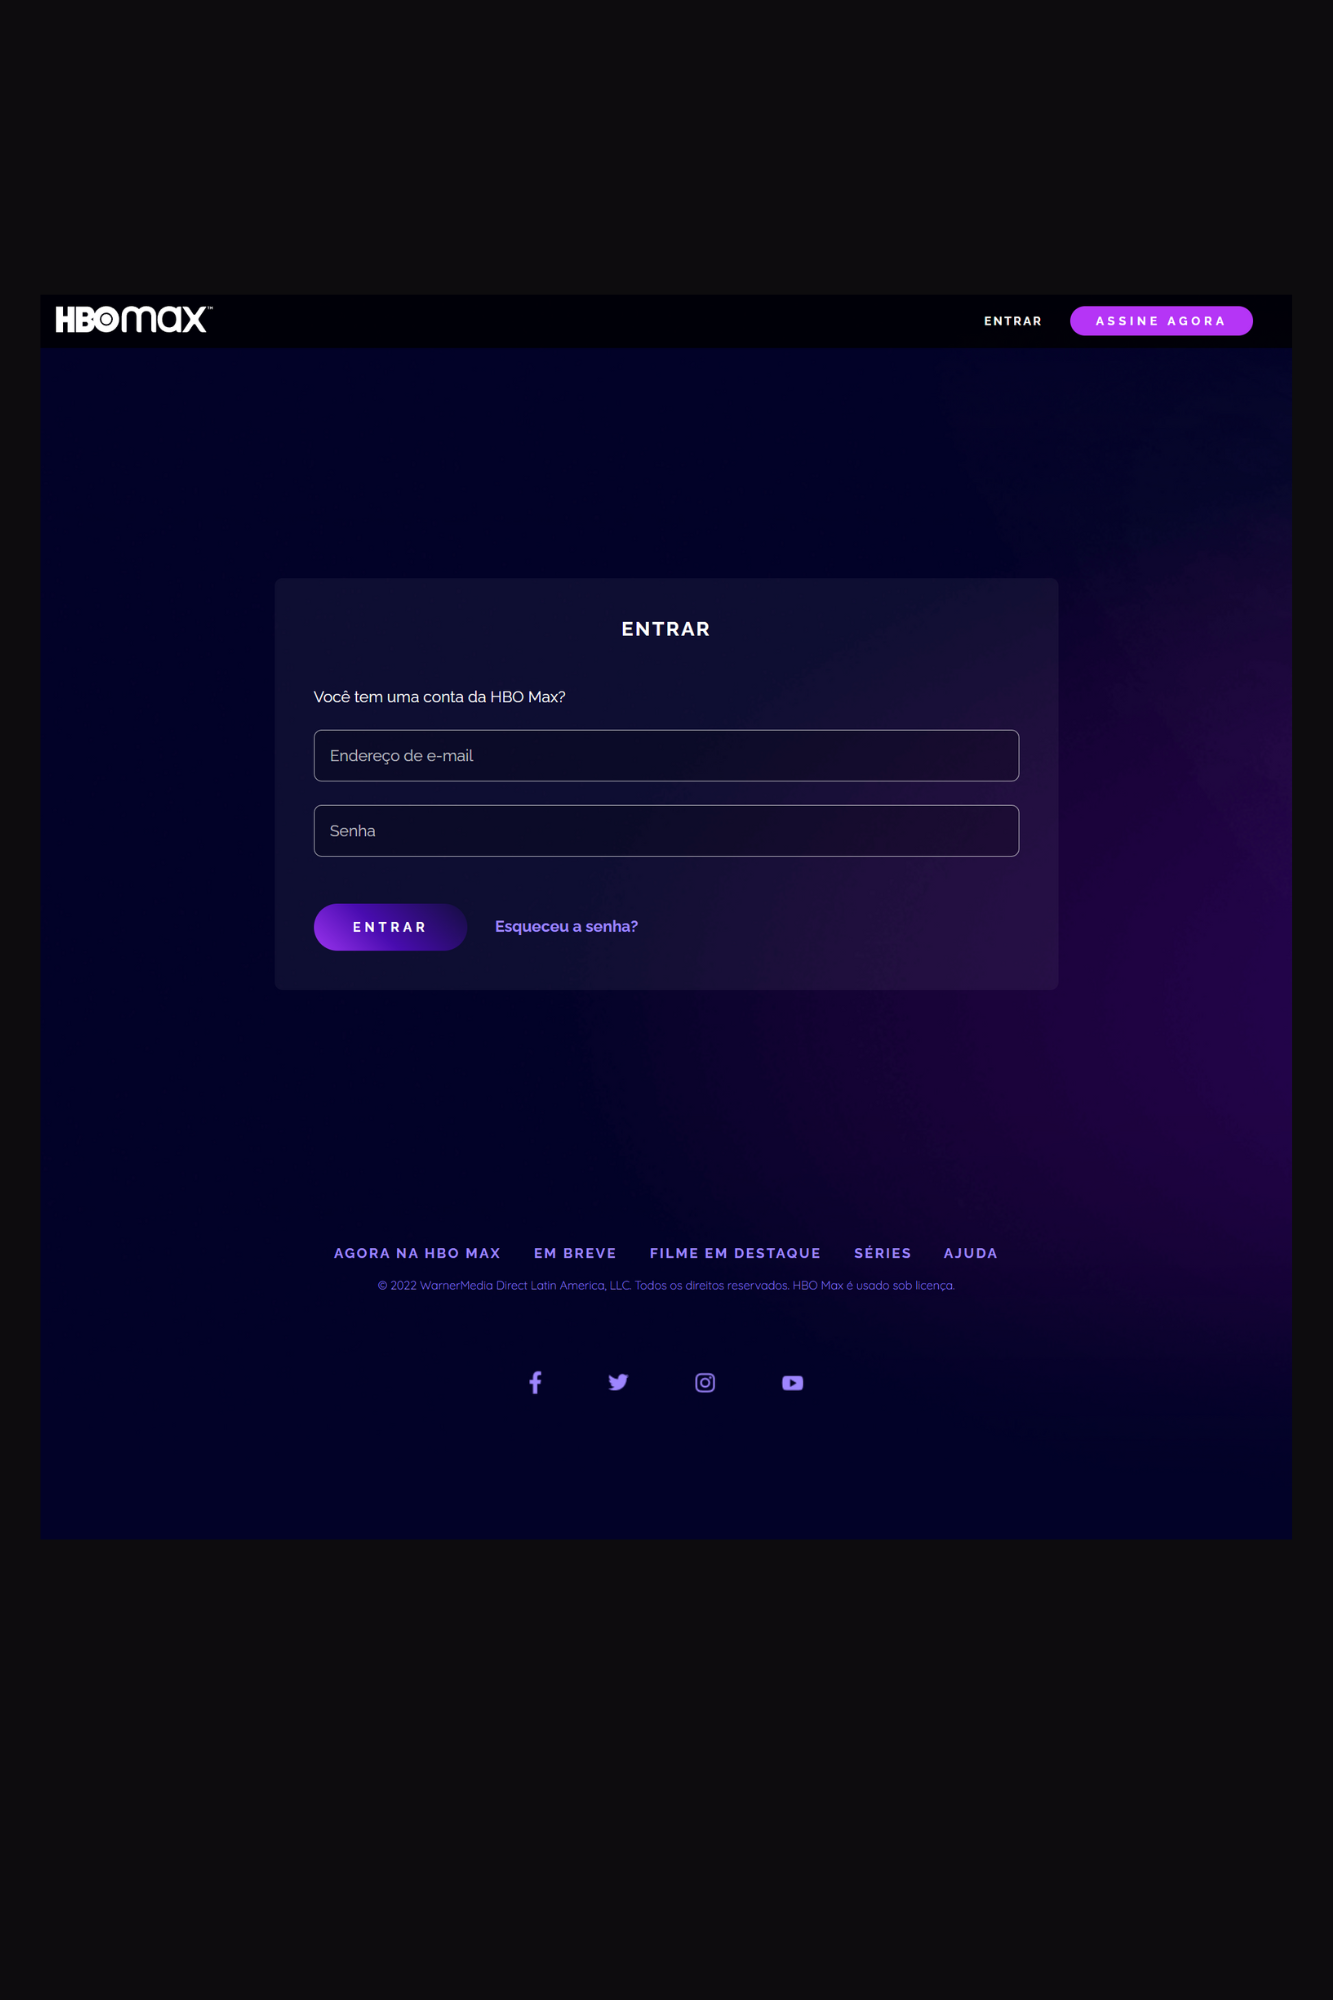 HBOmax™
ENTRAR
ASSINE AGORA
ENTRAR
Você tem uma conta da HBO Max?
Endereço de e-mail
Senha
ENTRAR
Esqueceu a senha?
AGORA NA HBO MAX EM BREVE FILME EM DESTAQUE SÉRIES AJUDA
© 2022 WarnerMedia Direct Latin America, LLC. Todos os direitos reservados. HBO Max é usado sob licença.